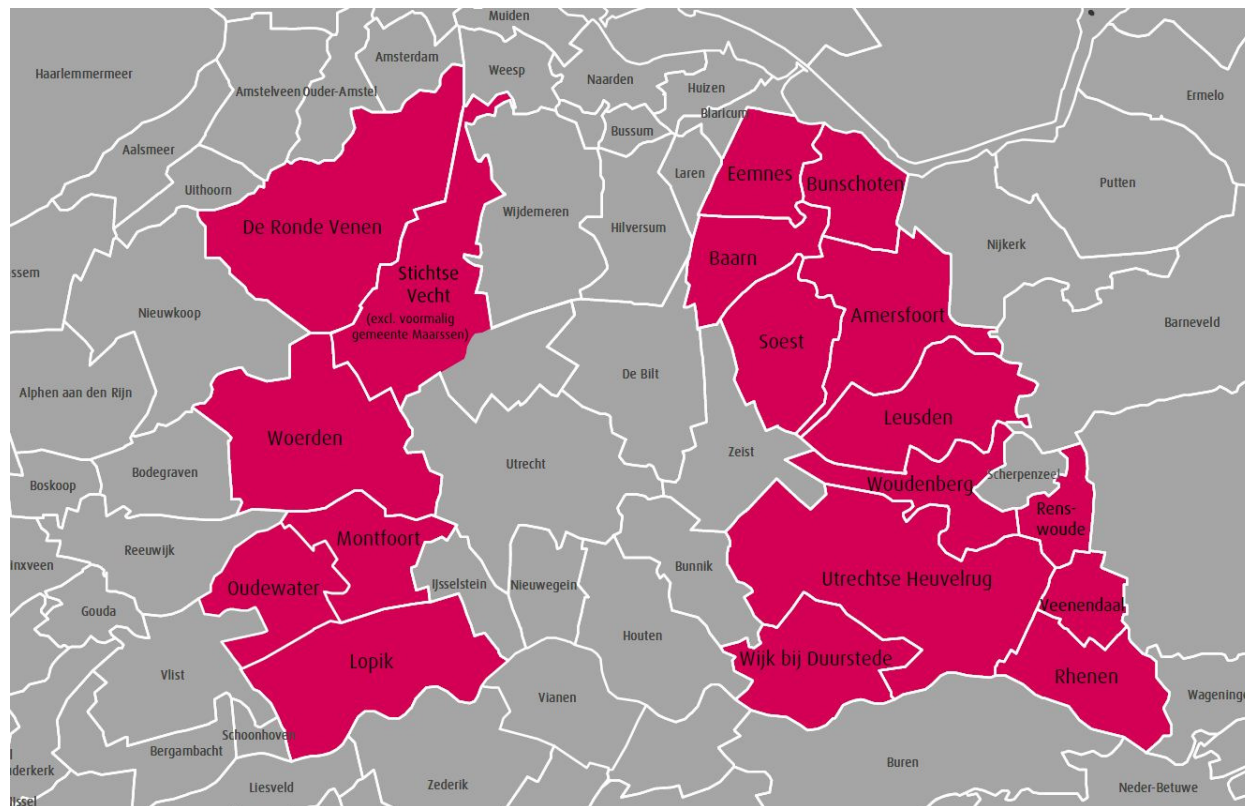 Muiden
Amsterdam
Haarlemmermeer
Weesp
Naarden
Huizen
Ermelo
Amstelveen
Ouder-Amstel
Blaricum
Bussum
Aalsmeer
Laren
Eemnes
Bunschoten
Putten
Uithoorn
Wijdemeren
Hilversum
De Ronde Venen
Nijkerk
Baarn
ssem
Stichtse
Vecht
(excl. voormalig
gemeente Maarssen)
Nieuwkoop
Amersfoort
Barneveld
Soest
De Bilt
Alphen aan den Rijn
Leusden
Woerden
Zeist
Utrecht
Bodegraven
Boskoop
Woudenberg
Scherpenzeel
Rens-
woude
Montfoort
Reeuwijk
inxveen
Bunnik
Utrechtse Heuvelrug
Oudewater
IJsselstein
Nieuwegein
Gouda
Veenendaal
Houten
Lopik
Wijk bij Duurstede
Vlist
Rhenen
Vianen
Wageninge
Schoonhoven
Bergambacht
Buren
uderkerk
Liesveld
Zederik
Neder-Betuwe
IJssel